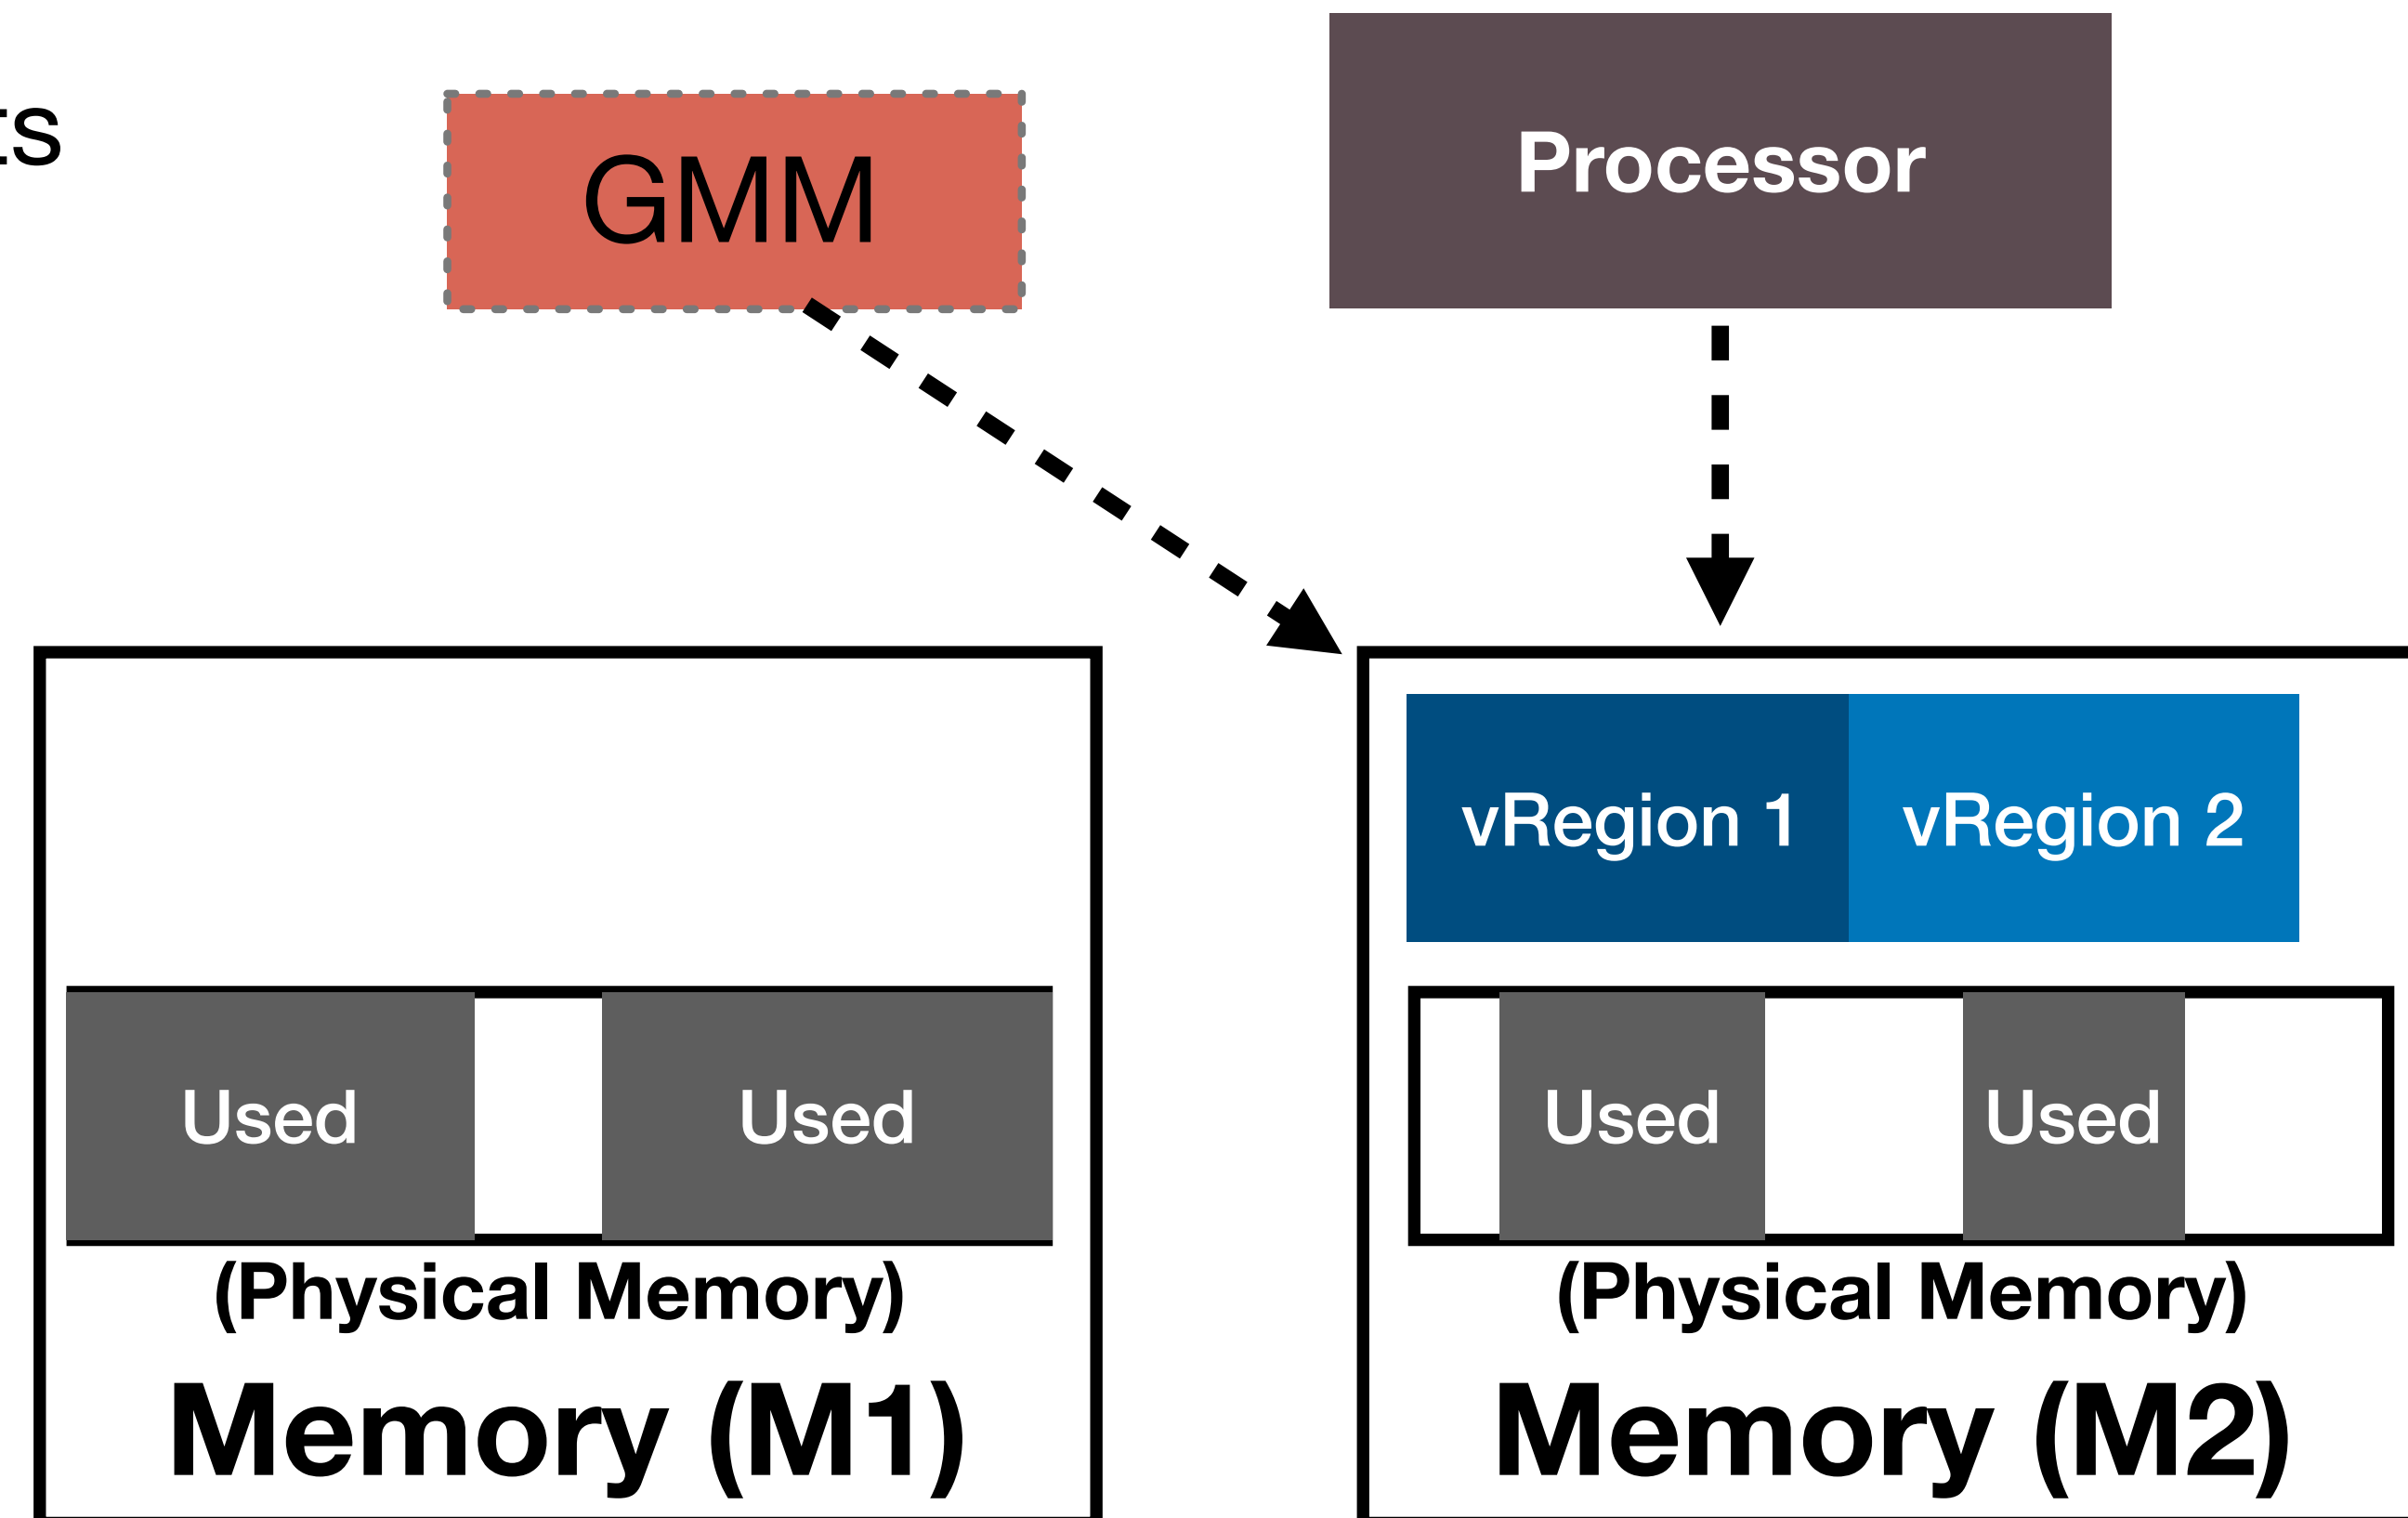 GMM
Processor
vRegion 1
vRegion 2
Used
Used
Used
Used
(Physical Memory)
(Physical Memory)
Memory (M1)
Memory (M2)